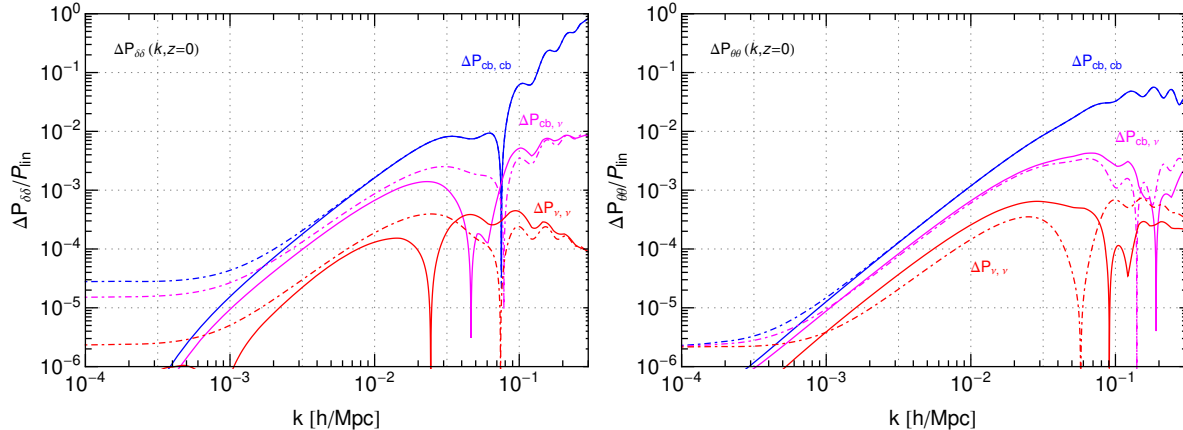 ΔP_δδ(k,z=0)
ΔP_cb, cb
ΔP_cb, ν
ΔP_ν, ν
ΔP_δδ/P_lin
10^0
10^-1
10^-2
10^-3
10^-4
10^-5
10^-6
10^-4 10^-3 10^-2 10^-1
k [h/Mpc]
ΔP_θθ(k,z=0)
ΔP_cb, cb
ΔP_cb, ν
ΔP_ν, ν
ΔP_θθ/P_lin
10^0
10^-1
10^-2
10^-3
10^-4
10^-5
10^-6
10^-4 10^-3 10^-2 10^-1
k [h/Mpc]